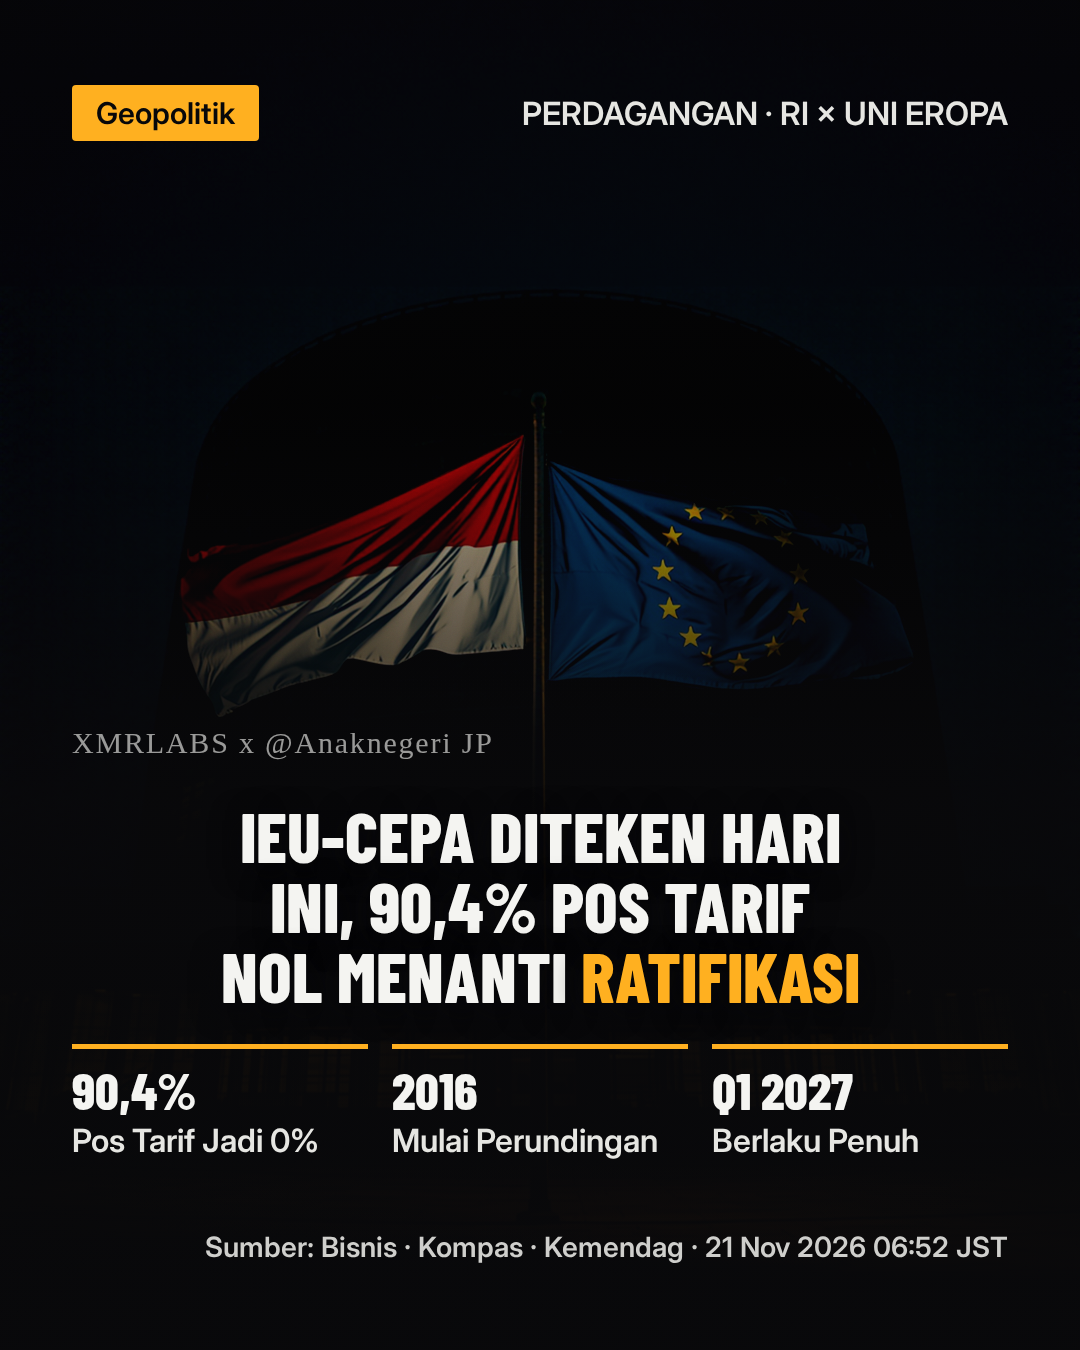 Geopolitik
PERDAGANGAN · RI × UNI EROPA
XMRLABS x @Anaknegeri JP
IEU-CEPA DITEKEN HARI
INI, 90,4% POS TARIF
NOL MENANTI RATIFIKASI
90,4%
Pos Tarif Jadi 0%
2016
Mulai Perundingan
Q1 2027
Berlaku Penuh
Sumber: Bisnis · Kompas · Kemendag · 21 Nov 2026 06:52 JST